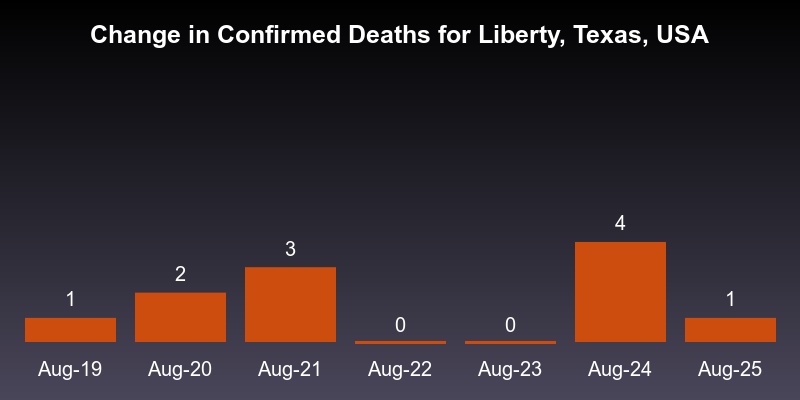 Change in Confirmed Deaths for Liberty, Texas, USA
1
2
3
0
0
4
1
Aug-19
Aug-20
Aug-21
Aug-22
Aug-23
Aug-24
Aug-25